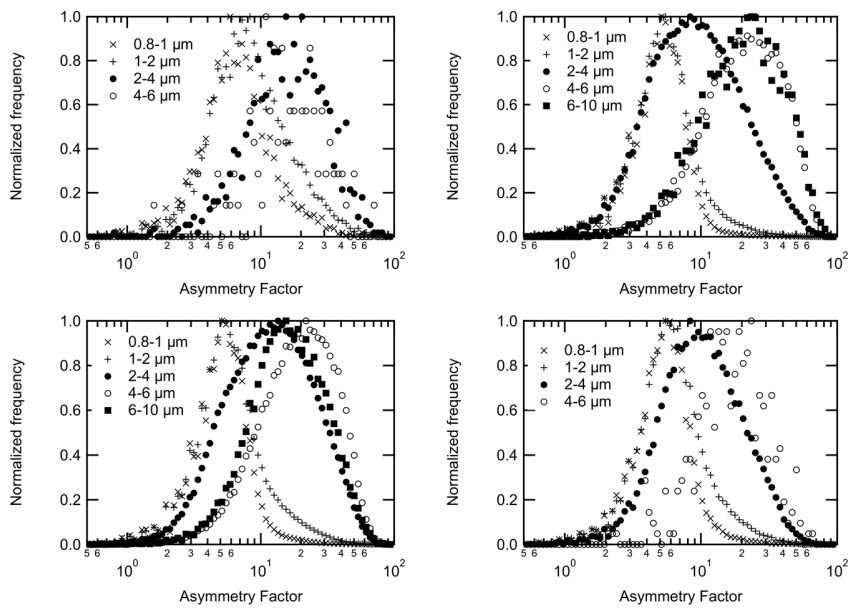 1.0
0.8
0.6
0.4
0.2
0.0
Normalized frequency
0.8-1 µm
1-2 µm
2-4 µm
4-6 µm
5 6 2 3 4 5 6 2 3 4 5 6
10⁰ 10¹ 10²
Asymmetry Factor
1.0
0.8
0.6
0.4
0.2
0.0
Normalized frequency
0.8-1 µm
1-2 µm
2-4 µm
4-6 µm
6-10 µm
5 6 2 3 4 5 6 2 3 4 5 6
10⁰ 10¹ 10²
Asymmetry Factor
1.0
0.8
0.6
0.4
0.2
0.0
Normalized frequency
0.8-1 µm
1-2 µm
2-4 µm
4-6 µm
6-10 µm
5 6 2 3 4 5 6 2 3 4 5 6
10⁰ 10¹ 10²
Asymmetry Factor
1.0
0.8
0.6
0.4
0.2
0.0
Normalized frequency
0.8-1 µm
1-2 µm
2-4 µm
4-6 µm
5 6 2 3 4 5 6 2 3 4 5 6
10⁰ 10¹ 10²
Asymmetry Factor